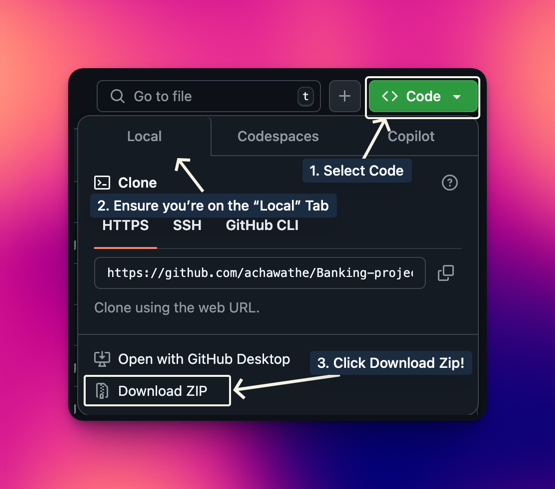 Go to file
t
+
<> Code
Local
Codespaces
Copilot
1. Select Code
Clone
?
2. Ensure you’re on the “Local” Tab
HTTPS
SSH
GitHub CLI
https://github.com/achawathe/Banking-projec
Clone using the web URL.
Open with GitHub Desktop
3. Click Download Zip!
Download ZIP